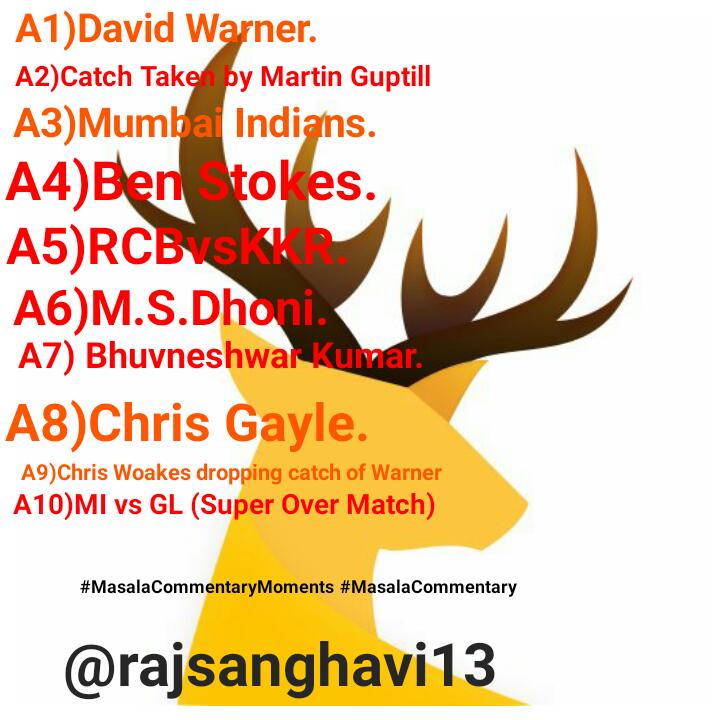 A1)David Warner.
A2)Catch Taken by Martin Guptill
A3)Mumbai Indians.
A4)Ben Stokes.
A5)RCBvsKKR.
A6)M.S.Dhoni.
A7) Bhuvneshwar Kumar.
A8)Chris Gayle.
A9)Chris Woakes dropping catch of Warner
A10)MI vs GL (Super Over Match)
#MasalaCommentaryMoments #MasalaCommentary
@rajsanghavi13